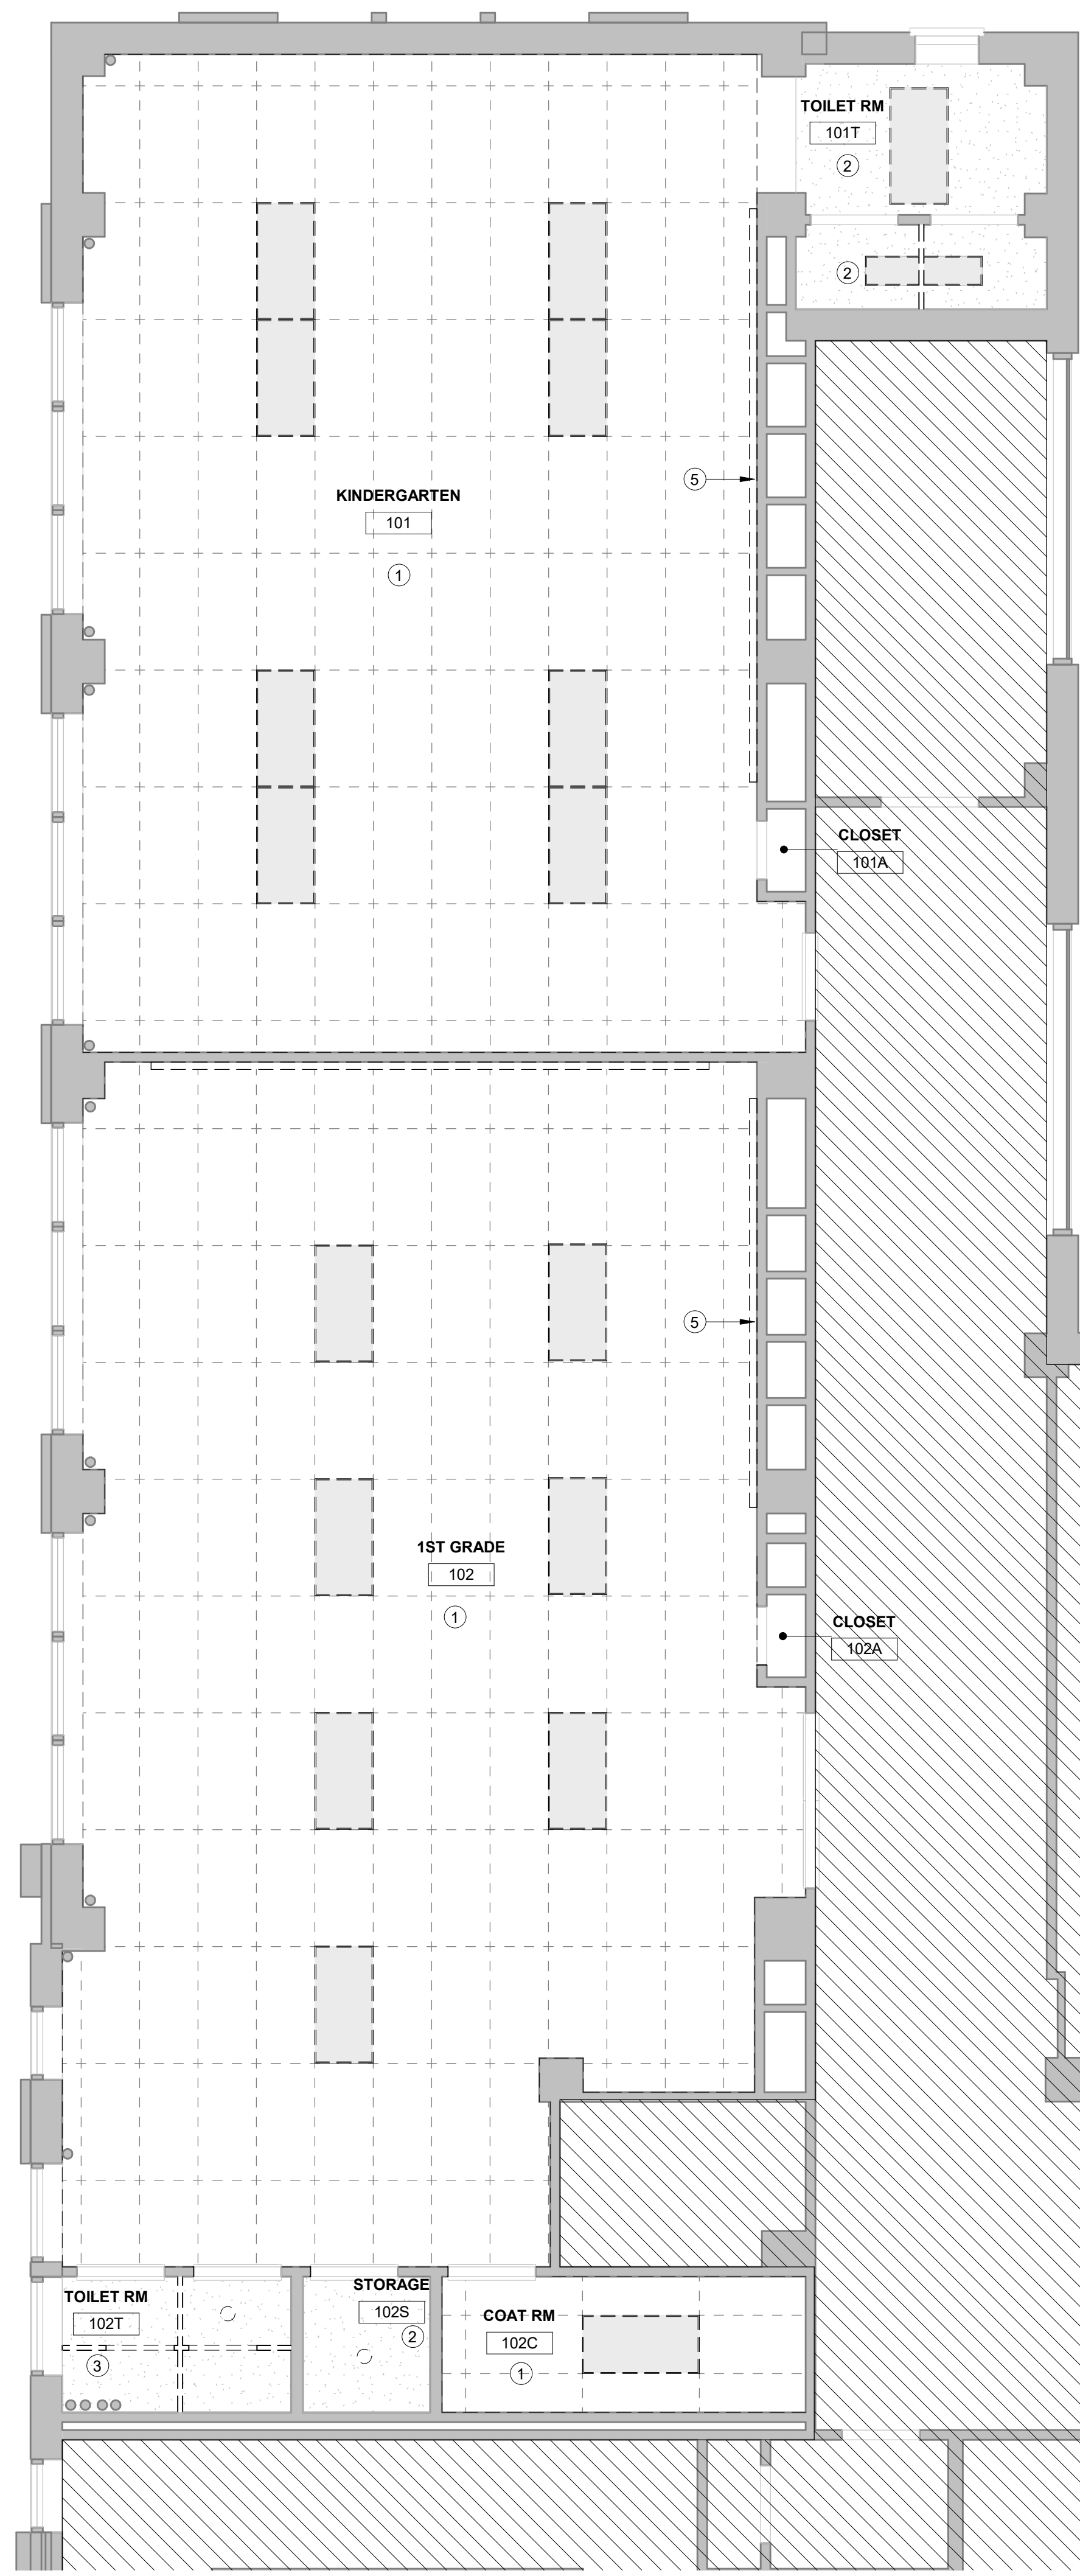 TOILET RM
101T
2
2
5
KINDERGARTEN
101
1
CLOSET
101A
5
1ST GRADE
102
1
CLOSET
102A
TOILET RM
102T
3
STORAGE
102S
2
COAT RM
102C
1